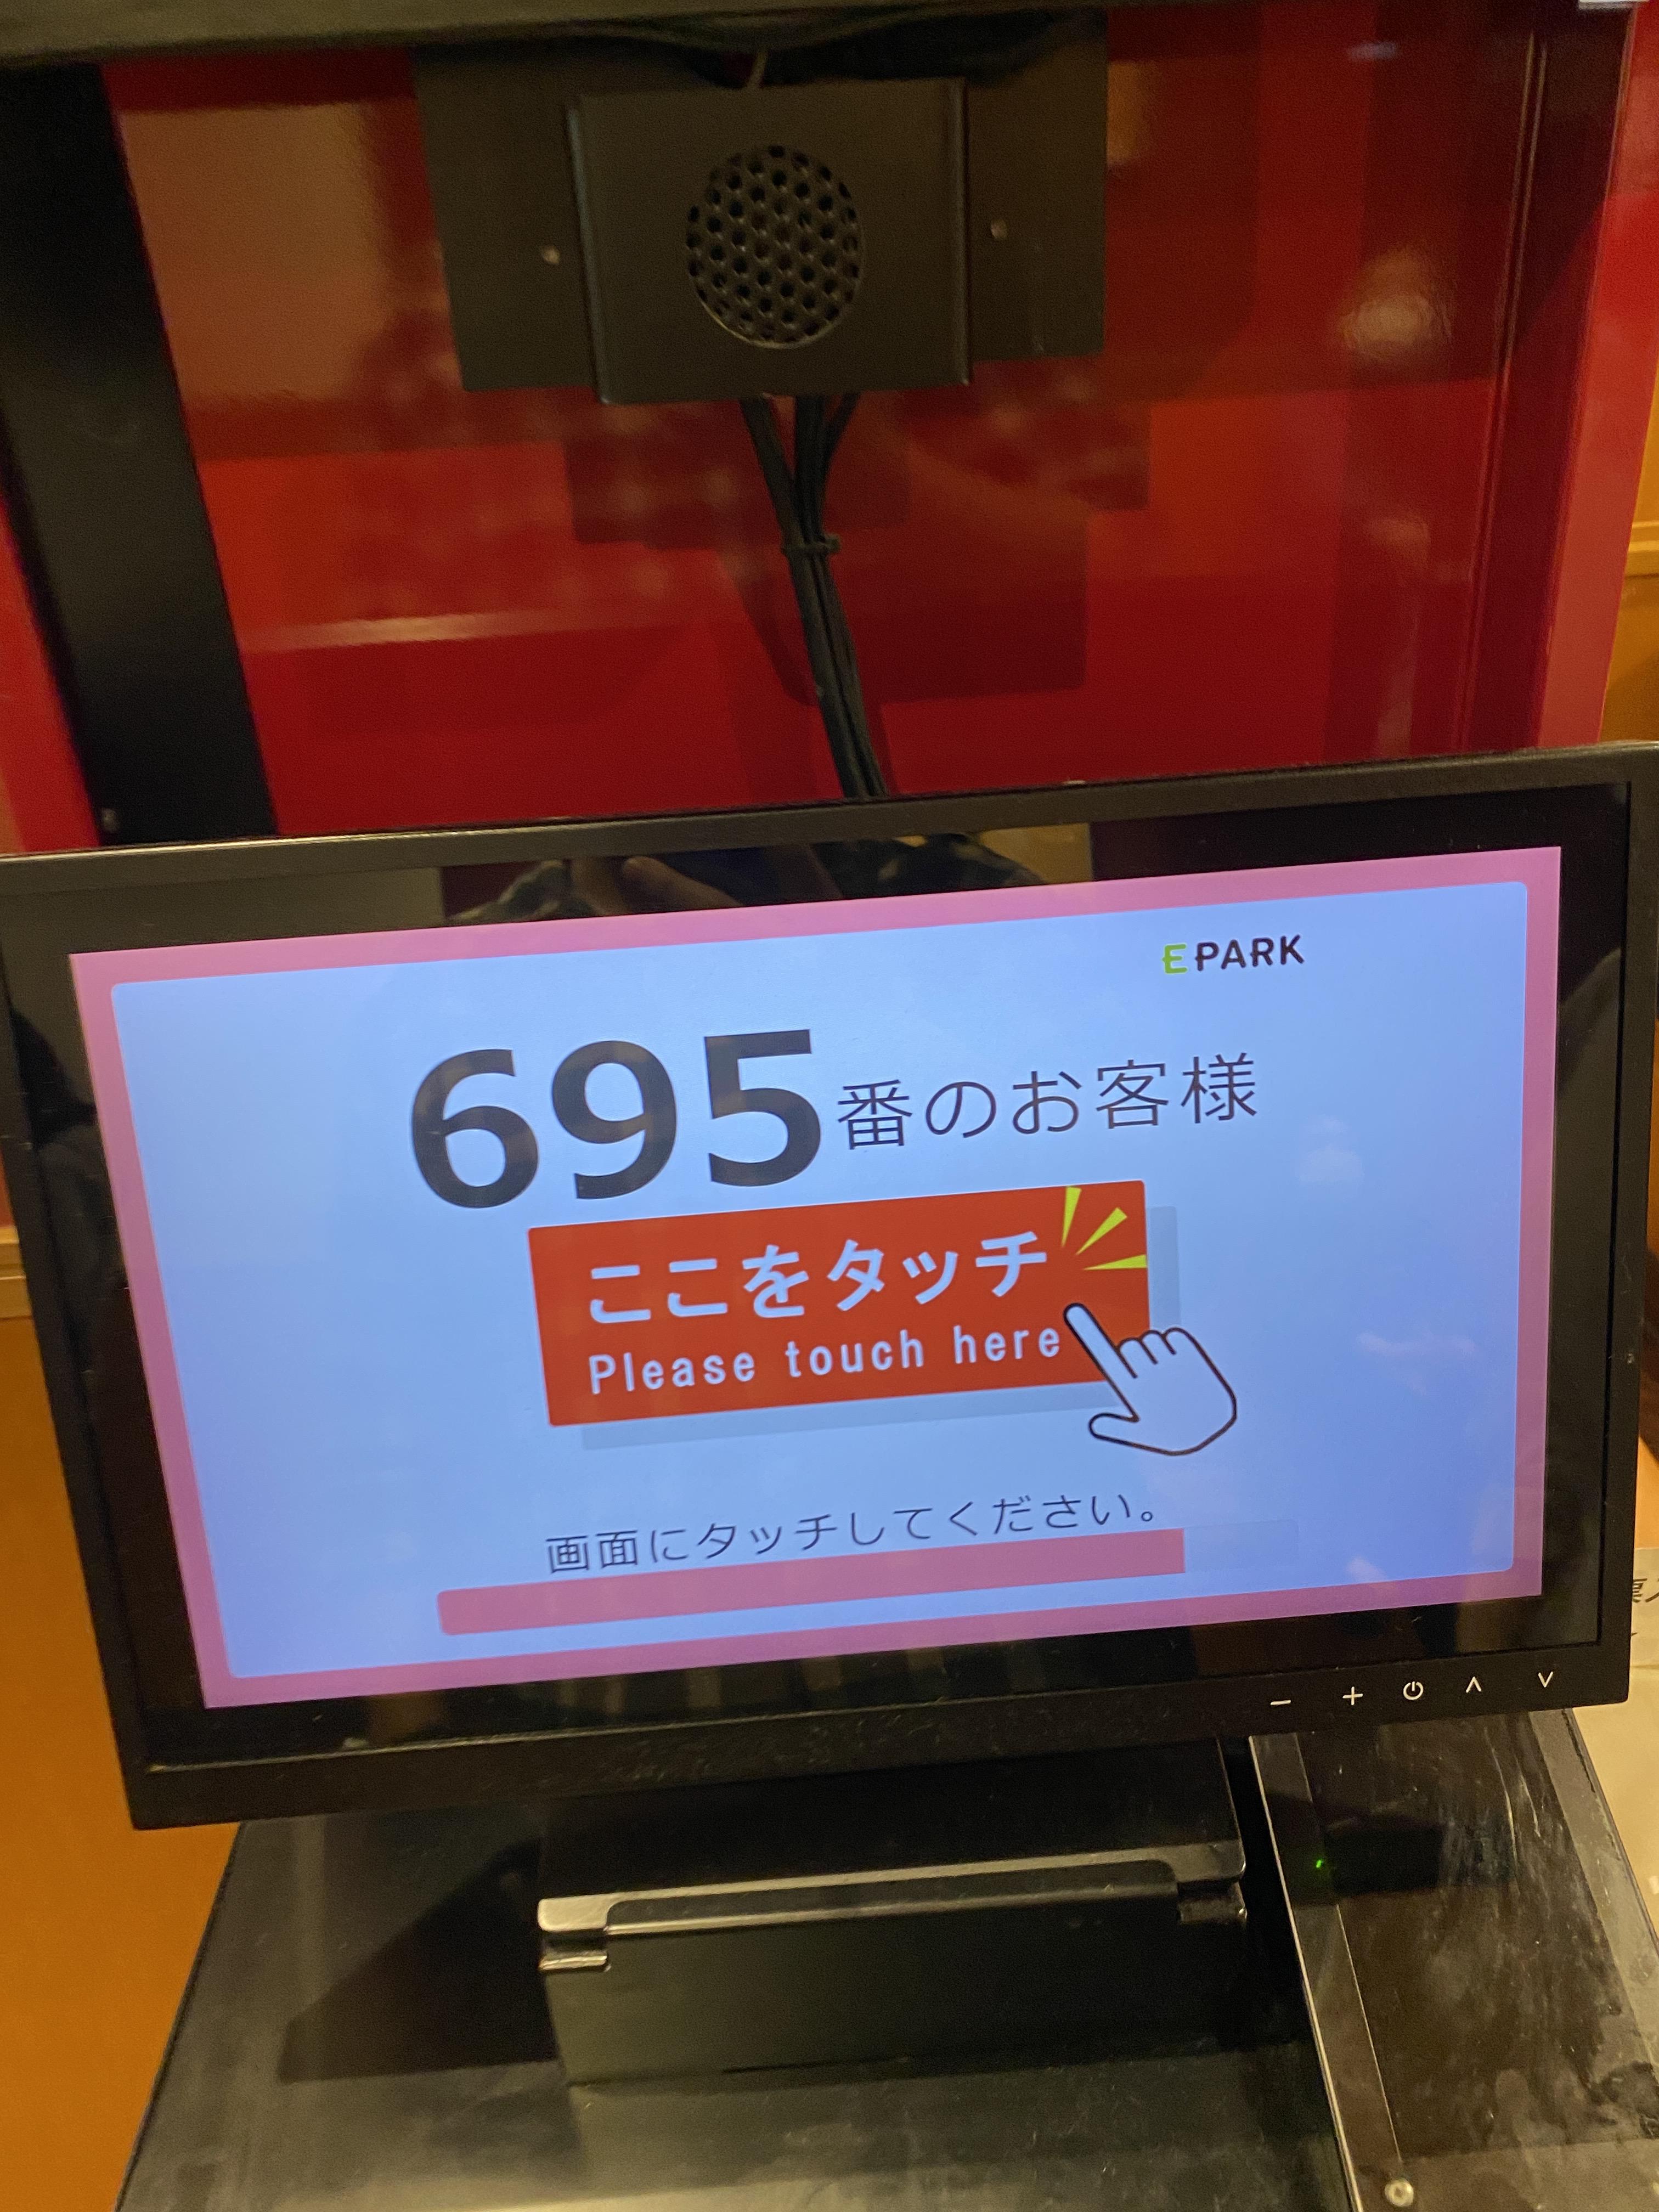 EPARK
695番のお客様
ここをタッチ
Please touch here
画面にタッチしてください。